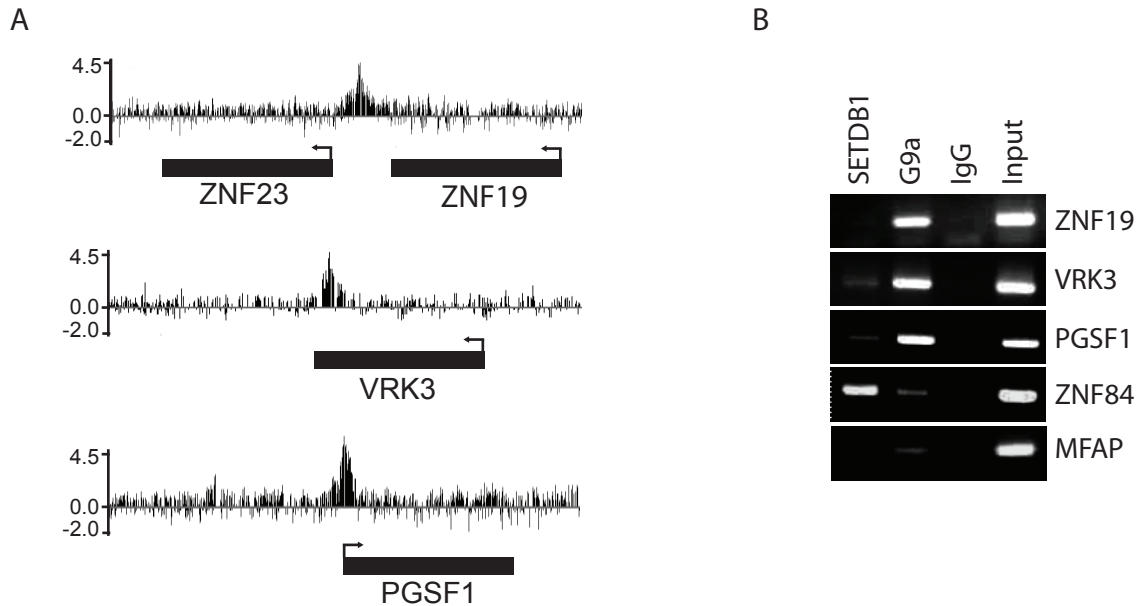 A
4.5
0.0
-2.0
ZNF23
ZNF19
4.5
0.0
-2.0
VRK3
4.5
0.0
-2.0
PGSF1
B
SETDB1
G9a
IgG
Input
ZNF19
VRK3
PGSF1
ZNF84
MFAP